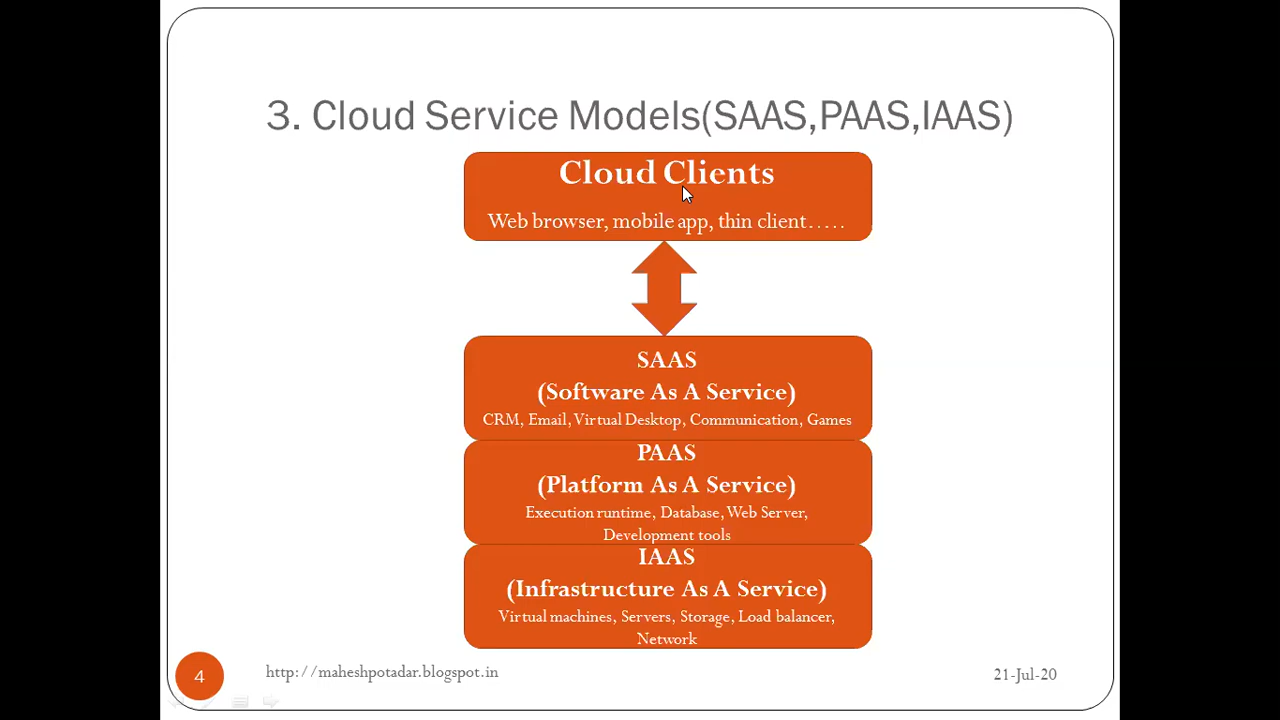 3. Cloud Service Models(SAAS,PAAS,IAAS)
Cloud Clients
Web browser, mobile app, thin client.....
SAAS
(Software As A Service)
CRM, Email, Virtual Desktop, Communication, Games
PAAS
(Platform As A Service)
Execution runtime, Database, Web Server,
Development tools
IAAS
(Infrastructure As A Service)
Virtual machines, Servers, Storage, Load balancer,
Network
4
http://maheshpotadar.blogspot.in
21-Jul-20